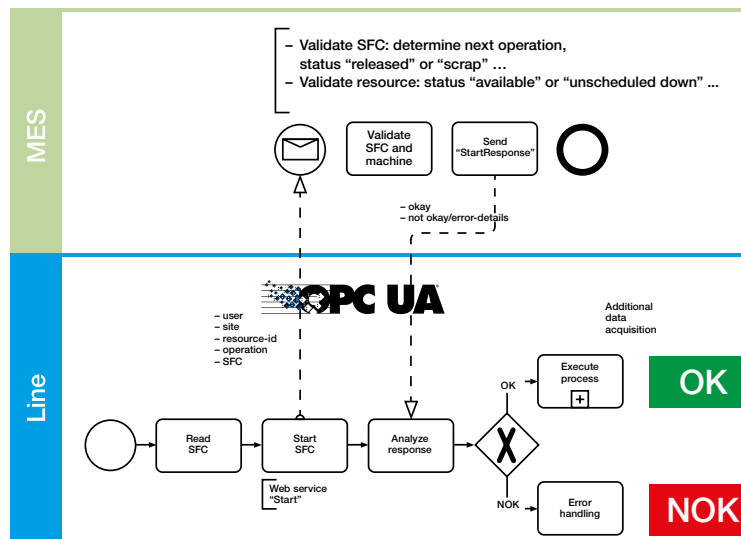 – Validate SFC: determine next operation,
status “released” or “scrap” …
– Validate resource: status “available” or “unscheduled down” ...
MES
Validate
SFC and
machine
Send
“StartResponse”
– okay
– not okay/error-details
OPC UA
– user
– site
– resource-id
– operation
– SFC
Additional
data
acquisition
Line
Execute
process
OK
OK
Read
SFC
Start
SFC
Analyze
response
Web service
“Start”
NOK
Error
handling
NOK